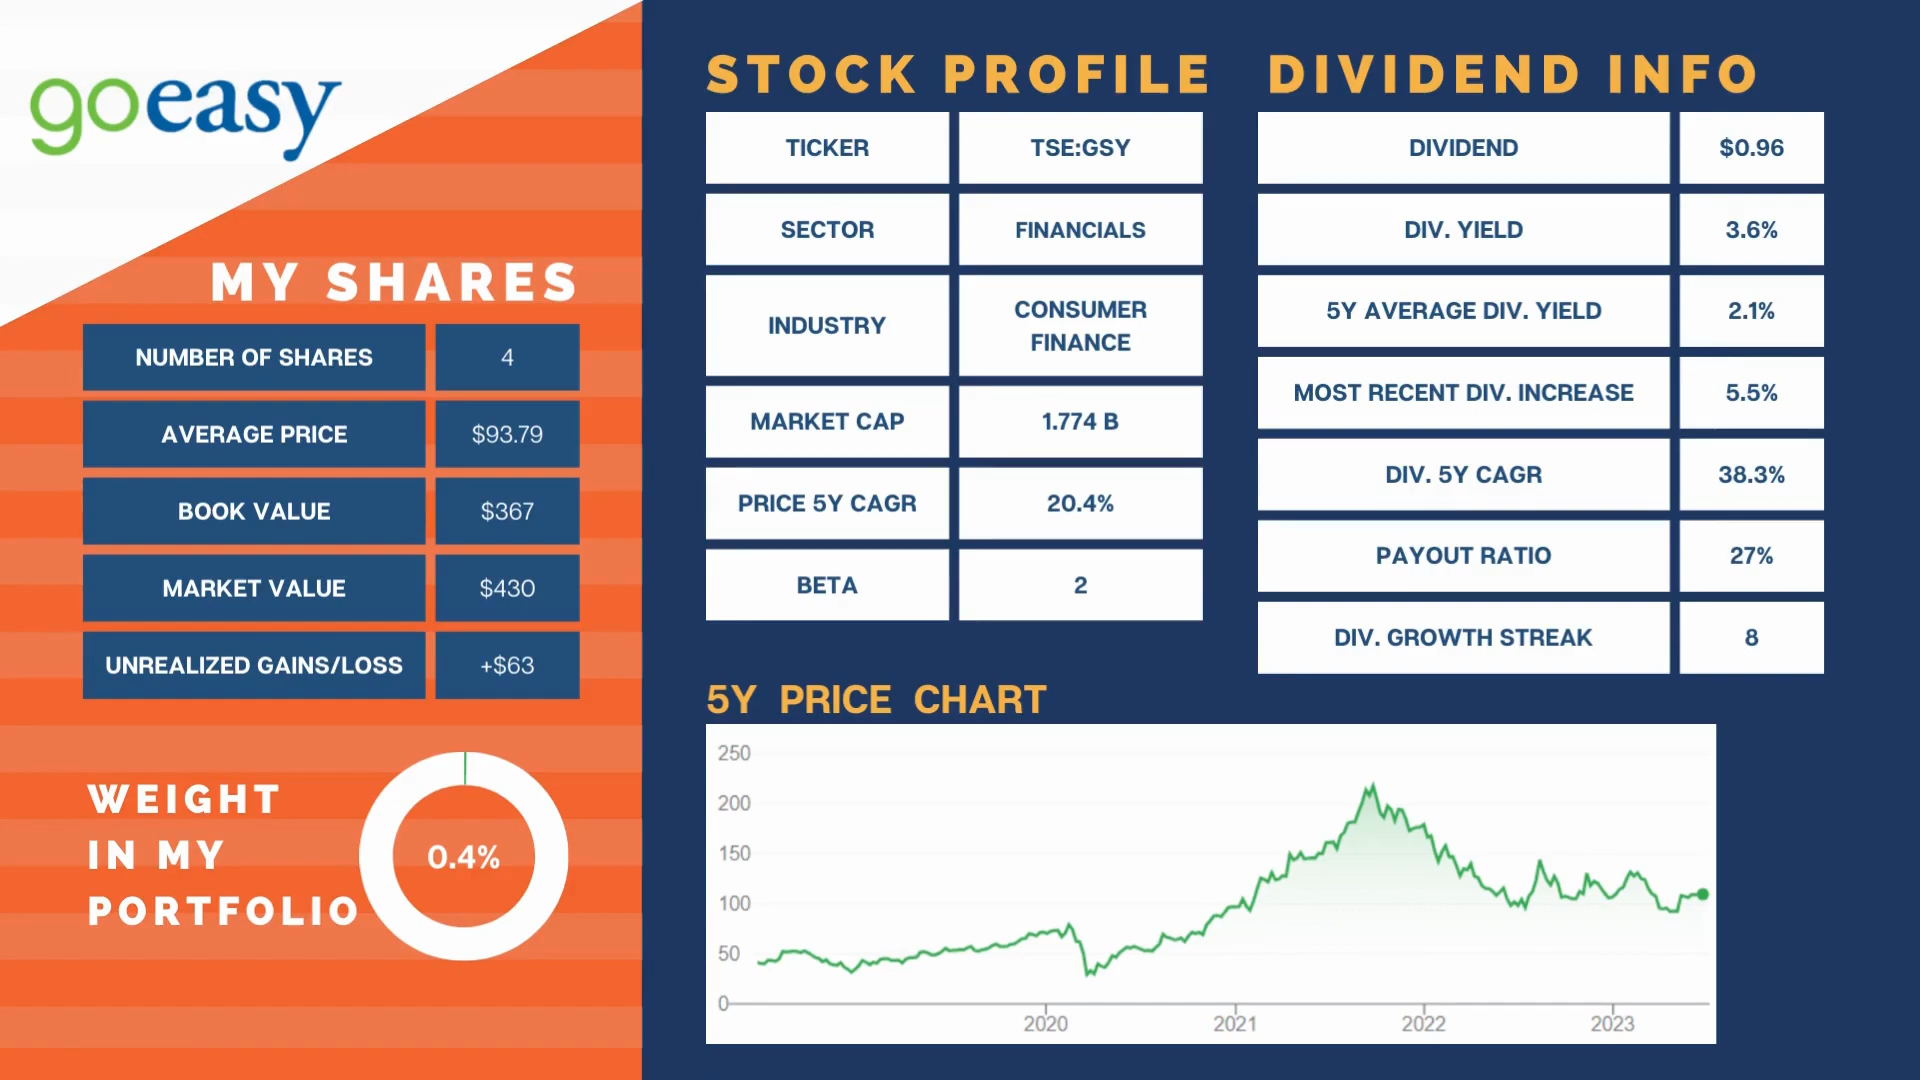 goeasy
MY SHARES
NUMBER OF SHARES 4
AVERAGE PRICE $93.79
BOOK VALUE $367
MARKET VALUE $430
UNREALIZED GAINS/LOSS +$63
WEIGHT
IN MY
PORTFOLIO
0.4%
STOCK PROFILE
TICKER TSE:GSY
SECTOR FINANCIALS
INDUSTRY CONSUMER
FINANCE
MARKET CAP 1.774 B
PRICE 5Y CAGR 20.4%
BETA 2
DIVIDEND INFO
DIVIDEND $0.96
DIV. YIELD 3.6%
5Y AVERAGE DIV. YIELD 2.1%
MOST RECENT DIV. INCREASE 5.5%
DIV. 5Y CAGR 38.3%
PAYOUT RATIO 27%
DIV. GROWTH STREAK 8
5Y PRICE CHART
250
200
150
100
50
0
2020 2021 2022 2023